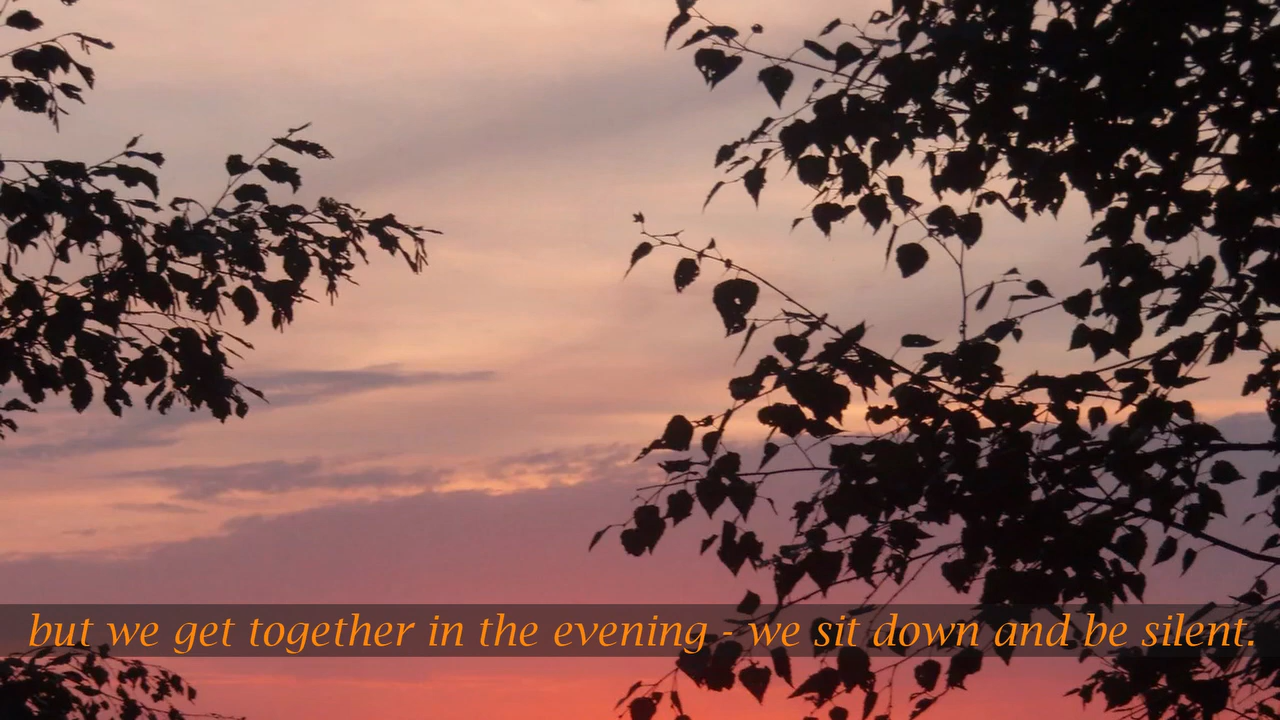 but we get together in the evening - we sit down and be silent.